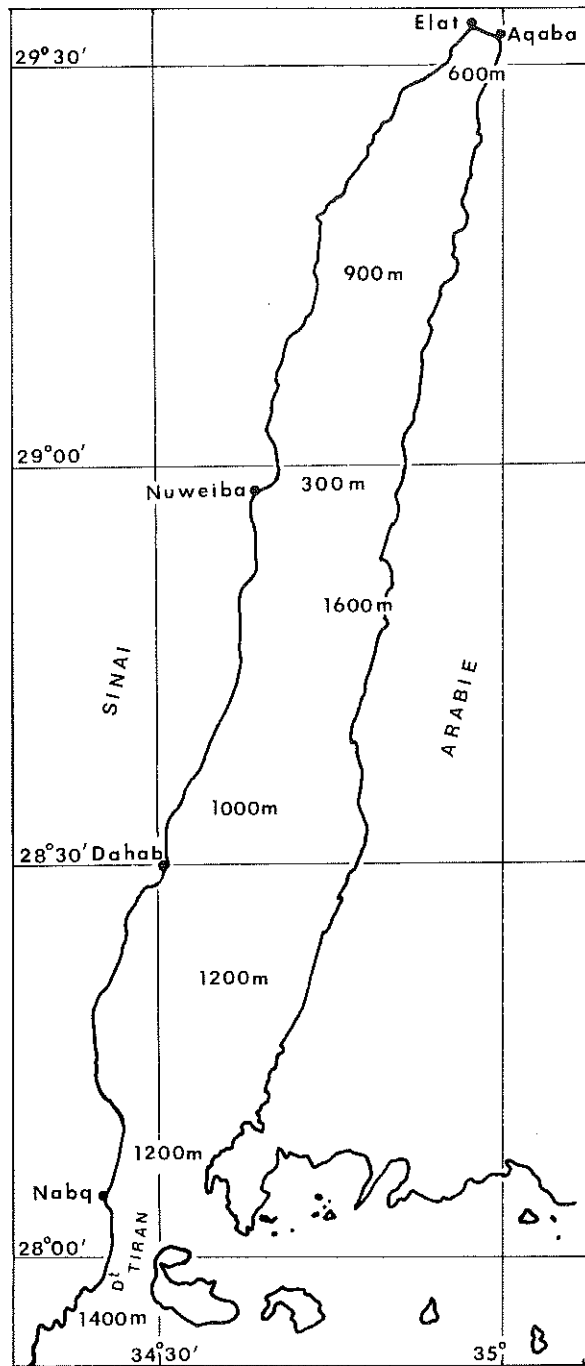 Elat
Aqaba
29°30'
600m
900m
29°00'
Nuweiba
300m
1600m
SINAI
ARABIE
1000m
28°30' Dahab
1200m
1200m
Nabq
28°00'
Dt TIRAN
1400m
34°30'
35°